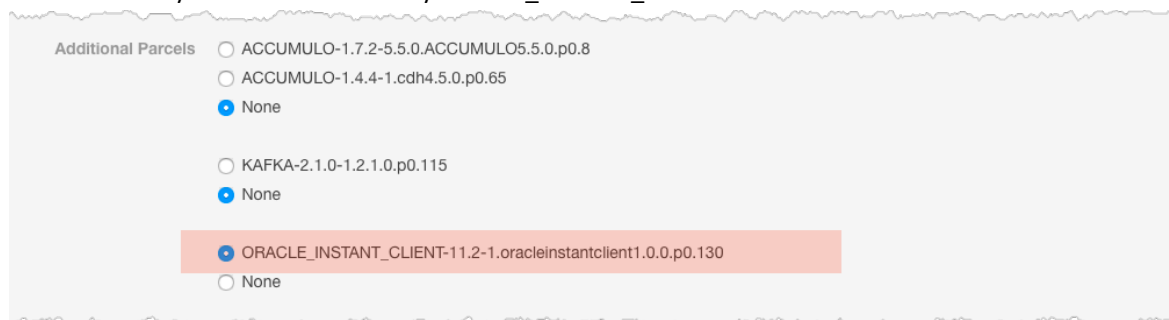 Additional Parcels ACCUMULO-1.7.2-5.5.0.ACCUMULO5.5.0.p0.8
ACCUMULO-1.4.4-1.cdh4.5.0.p0.65
None
KAFKA-2.1.0-1.2.1.0.p0.115
None
ORACLE_INSTANT_CLIENT-11.2-1.oracleinstantclient1.0.0.p0.130
None